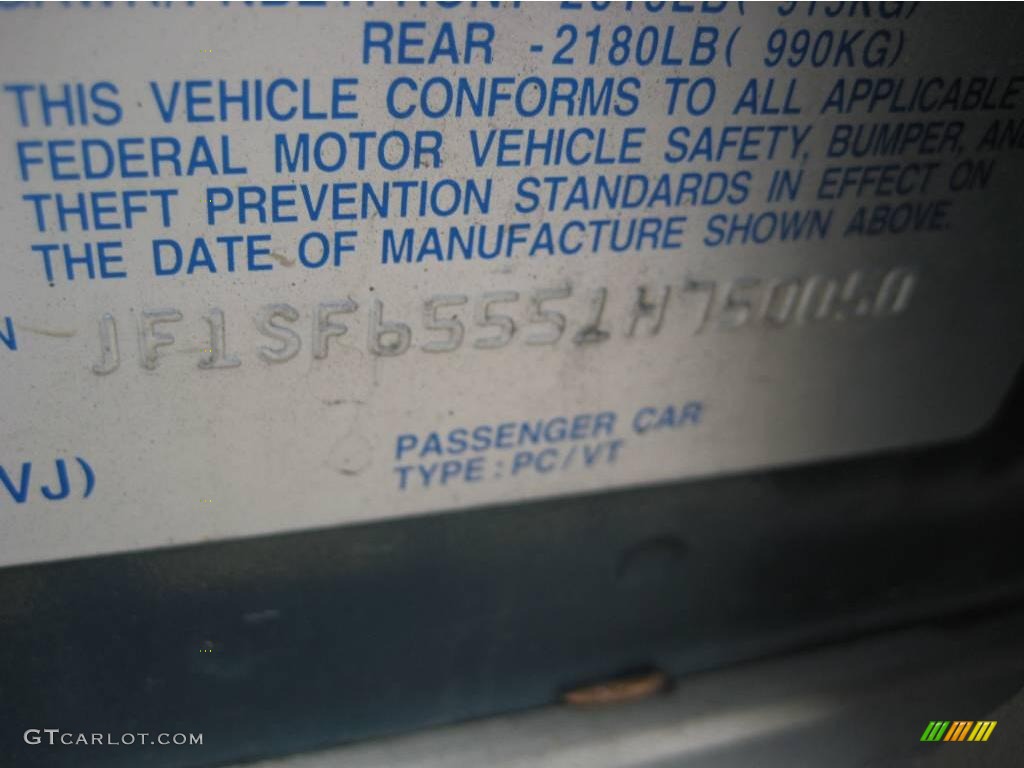 REAR -2180LB( 990KG)
THIS VEHICLE CONFORMS TO ALL APPLICABLE
FEDERAL MOTOR VEHICLE SAFETY, BUMPER, AND
THEFT PREVENTION STANDARDS IN EFFECT ON
THE DATE OF MANUFACTURE SHOWN ABOVE.
N JF1SF65551H750050
PASSENGER CAR
VJ) TYPE : PC/VT
GTCARLOT.COM